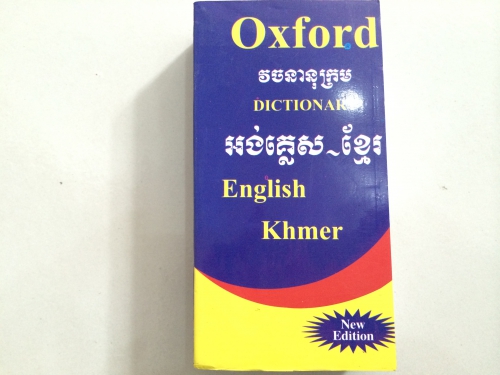 Oxford
វចនានុក្រម
DICTIONARY
អង់គ្លេស~ខ្មែរ
English
Khmer
New
Edition